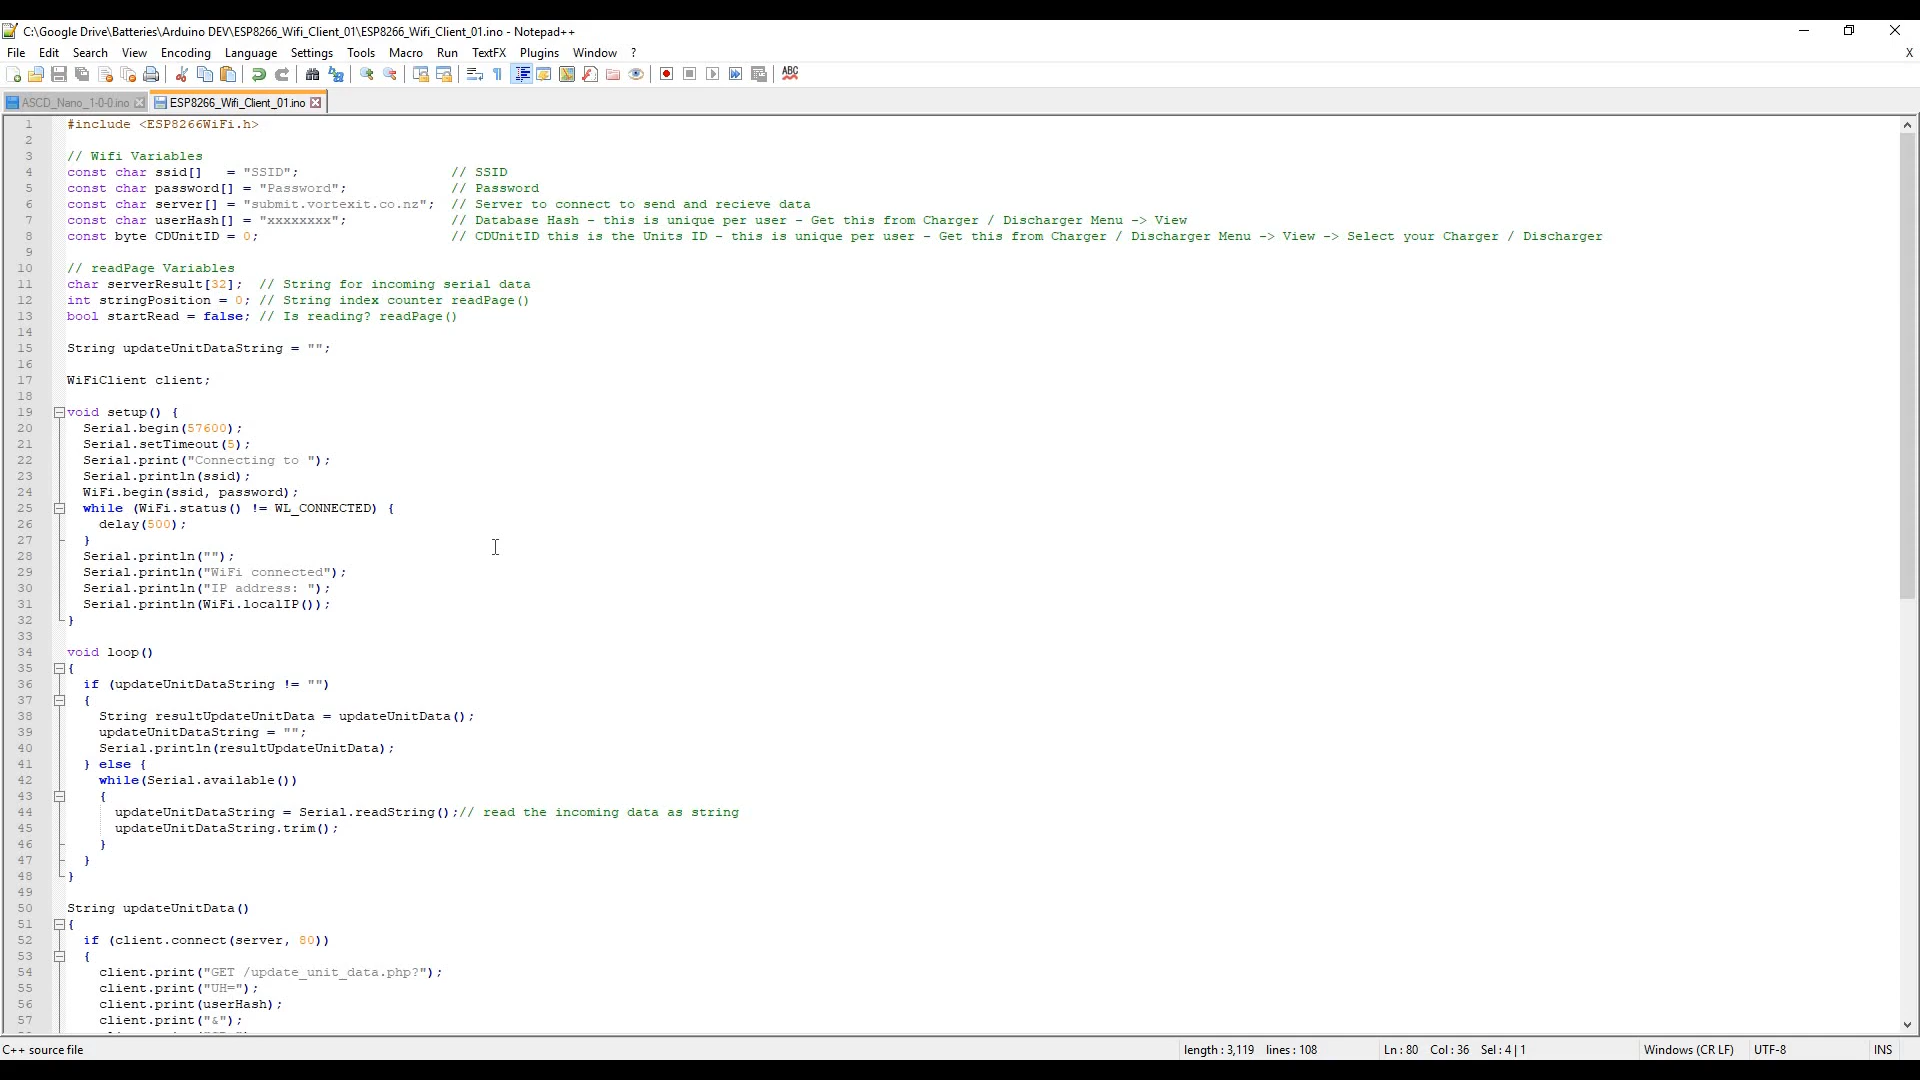 C:\Google Drive\Batteries\Arduino DEV\ESP8266_Wifi_Client_01\ESP8266_Wifi_Client_01.ino - Notepad++
File Edit Search View Encoding Language Settings Tools Macro Run TextFX Plugins Window ? X
ABC
ASCD_Nano_1-0-0.ino ESP8266_Wifi_Client_01.ino
1 #include <ESP8266WiFi.h>
2
3 // Wifi Variables
4 const char ssid[]   = "SSID";                   // SSID
5 const char password[] = "Password";             // Password
6 const char server[] = "submit.vortexit.co.nz";  // Server to connect to send and recieve data
7 const char userHash[] = "xxxxxxxx";             // Database Hash - this is unique per user - Get this from Charger / Discharger Menu -> View
8 const byte CDUnitID = 0;                        // CDUnitID this is the Units ID - this is unique per user - Get this from Charger / Discharger Menu -> View -> Select your Charger / Discharger
9
10 // readPage Variables
11 char serverResult[32];  // String for incoming serial data
12 int stringPosition = 0; // String index counter readPage()
13 bool startRead = false; // Is reading? readPage()
14
15 String updateUnitDataString = "";
16
17 WiFiClient client;
18
19 void setup() {
20   Serial.begin(57600);
21   Serial.setTimeout(5);
22   Serial.print("Connecting to ");
23   Serial.println(ssid);
24   WiFi.begin(ssid, password);
25   while (WiFi.status() != WL_CONNECTED) {
26     delay(500);
27   }
28   Serial.println("");
29   Serial.println("WiFi connected");
30   Serial.println("IP address: ");
31   Serial.println(WiFi.localIP());
32 }
33
34 void loop()
35 {
36   if (updateUnitDataString != "")
37   {
38     String resultUpdateUnitData = updateUnitData();
39     updateUnitDataString = "";
40     Serial.println(resultUpdateUnitData);
41   } else {
42     while(Serial.available())
43     {
44       updateUnitDataString = Serial.readString();// read the incoming data as string
45       updateUnitDataString.trim();
46     }
47   }
48 }
49
50 String updateUnitData()
51 {
52   if (client.connect(server, 80))
53   {
54     client.print("GET /update_unit_data.php?");
55     client.print("UH=");
56     client.print(userHash);
57     client.print("&");
C++ source file length : 3,119 lines : 108 Ln : 80 Col : 36 Sel : 4 | 1 Windows (CR LF) UTF-8 INS